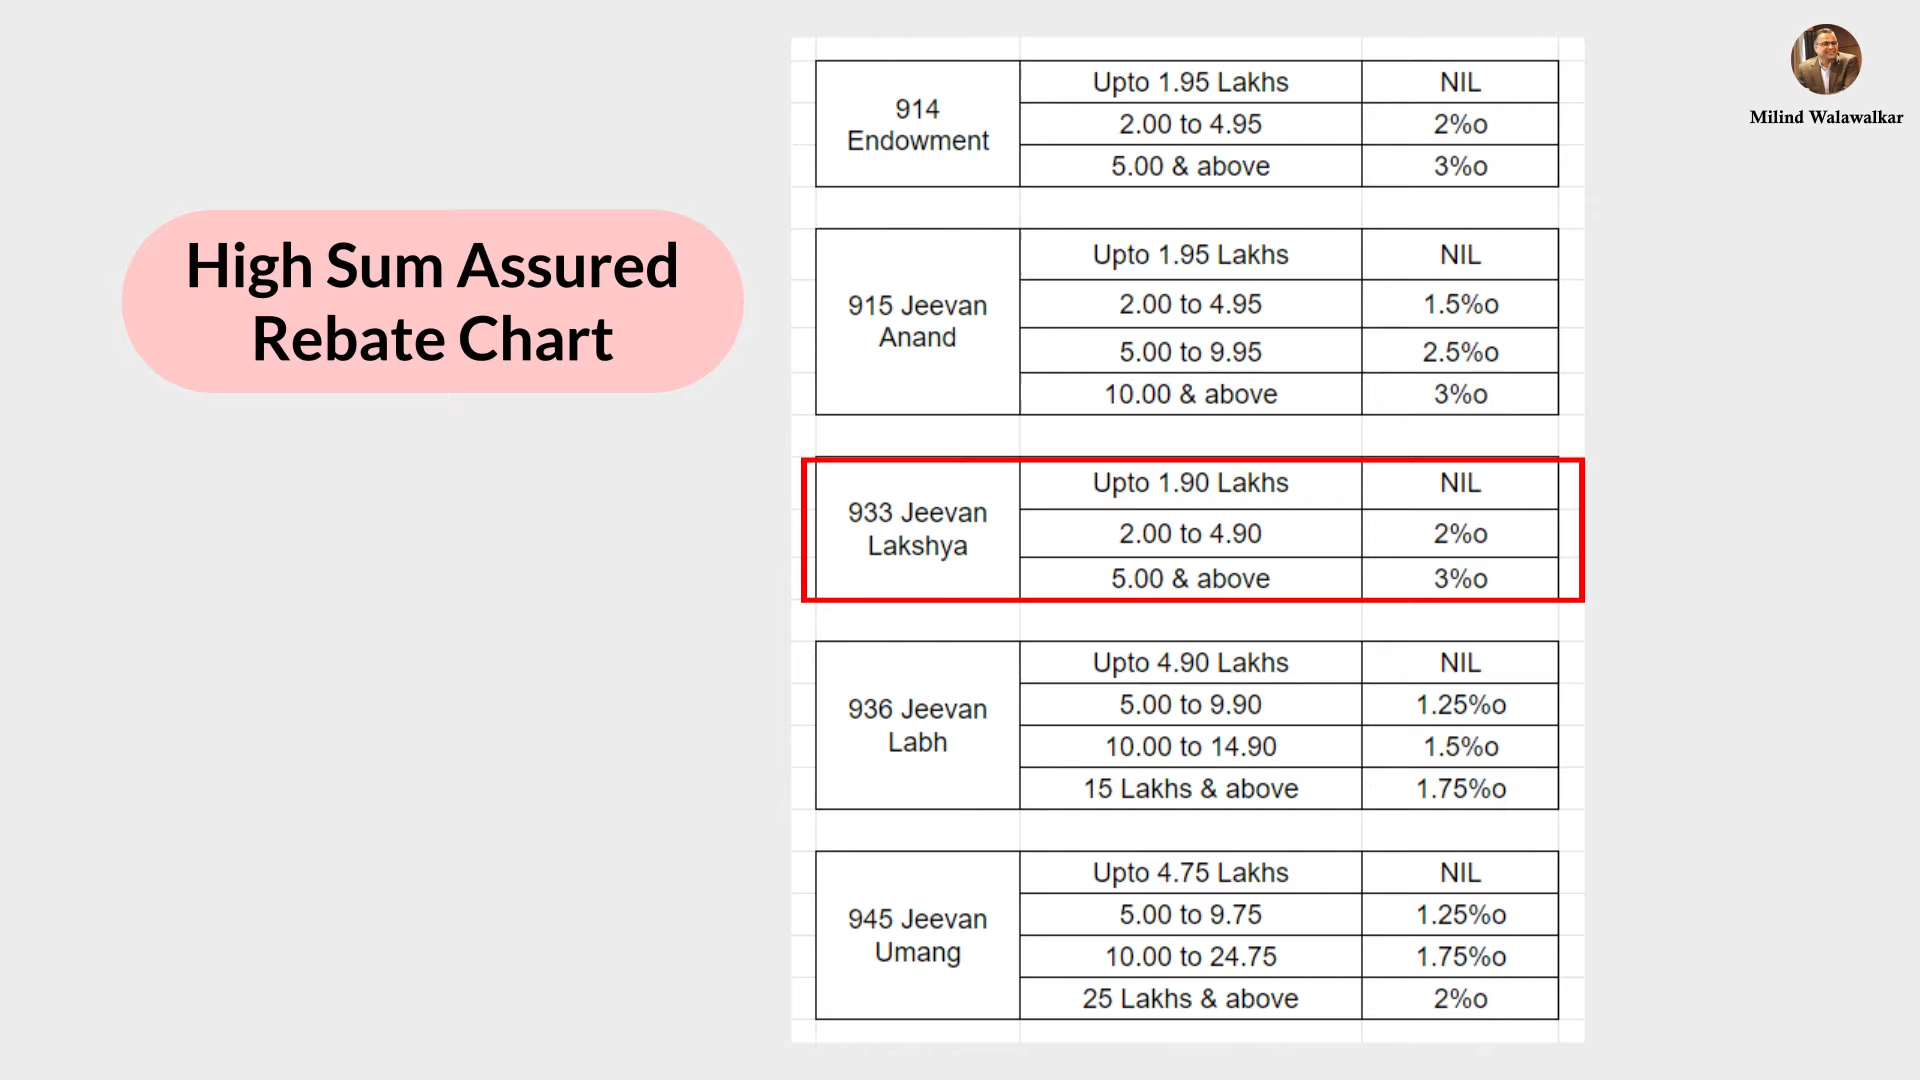 High Sum Assured
Rebate Chart
914
Endowment
Upto 1.95 Lakhs NIL
2.00 to 4.95 2%o
5.00 & above 3%o
915 Jeevan
Anand
Upto 1.95 Lakhs NIL
2.00 to 4.95 1.5%o
5.00 to 9.95 2.5%o
10.00 & above 3%o
933 Jeevan
Lakshya
Upto 1.90 Lakhs NIL
2.00 to 4.90 2%o
5.00 & above 3%o
936 Jeevan
Labh
Upto 4.90 Lakhs NIL
5.00 to 9.90 1.25%o
10.00 to 14.90 1.5%o
15 Lakhs & above 1.75%o
945 Jeevan
Umang
Upto 4.75 Lakhs NIL
5.00 to 9.75 1.25%o
10.00 to 24.75 1.75%o
25 Lakhs & above 2%o
Milind Walawalkar